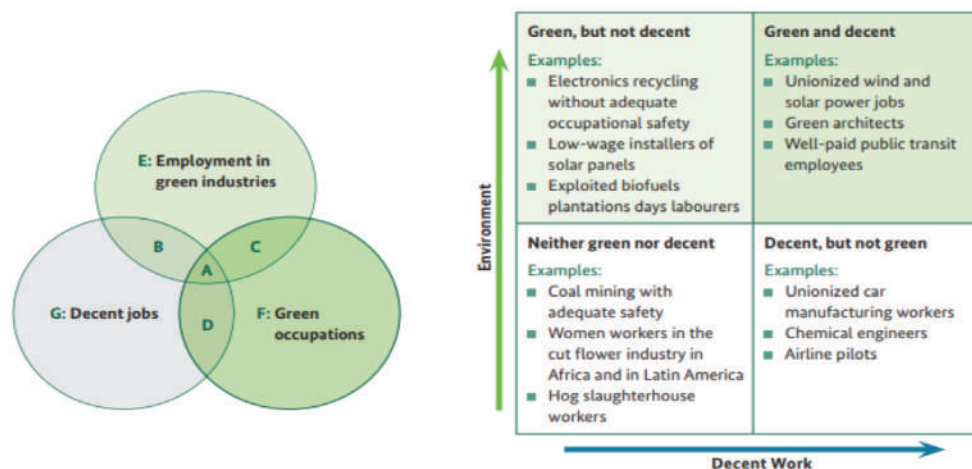 E: Employment in
green industries
B
C
A
G: Decent jobs
D
F: Green
occupations
Environment
Green, but not decent
Examples:
Electronics recycling
without adequate
occupational safety
Low-wage installers of
solar panels
Exploited biofuels
plantations days labourers
Green and decent
Examples:
Unionized wind and
solar power jobs
Green architects
Well-paid public transit
employees
Neither green nor decent
Examples:
Coal mining with
adequate safety
Women workers in the
cut flower industry in
Africa and in Latin America
Hog slaughterhouse
workers
Decent, but not green
Examples:
Unionized car
manufacturing workers
Chemical engineers
Airline pilots
Decent Work